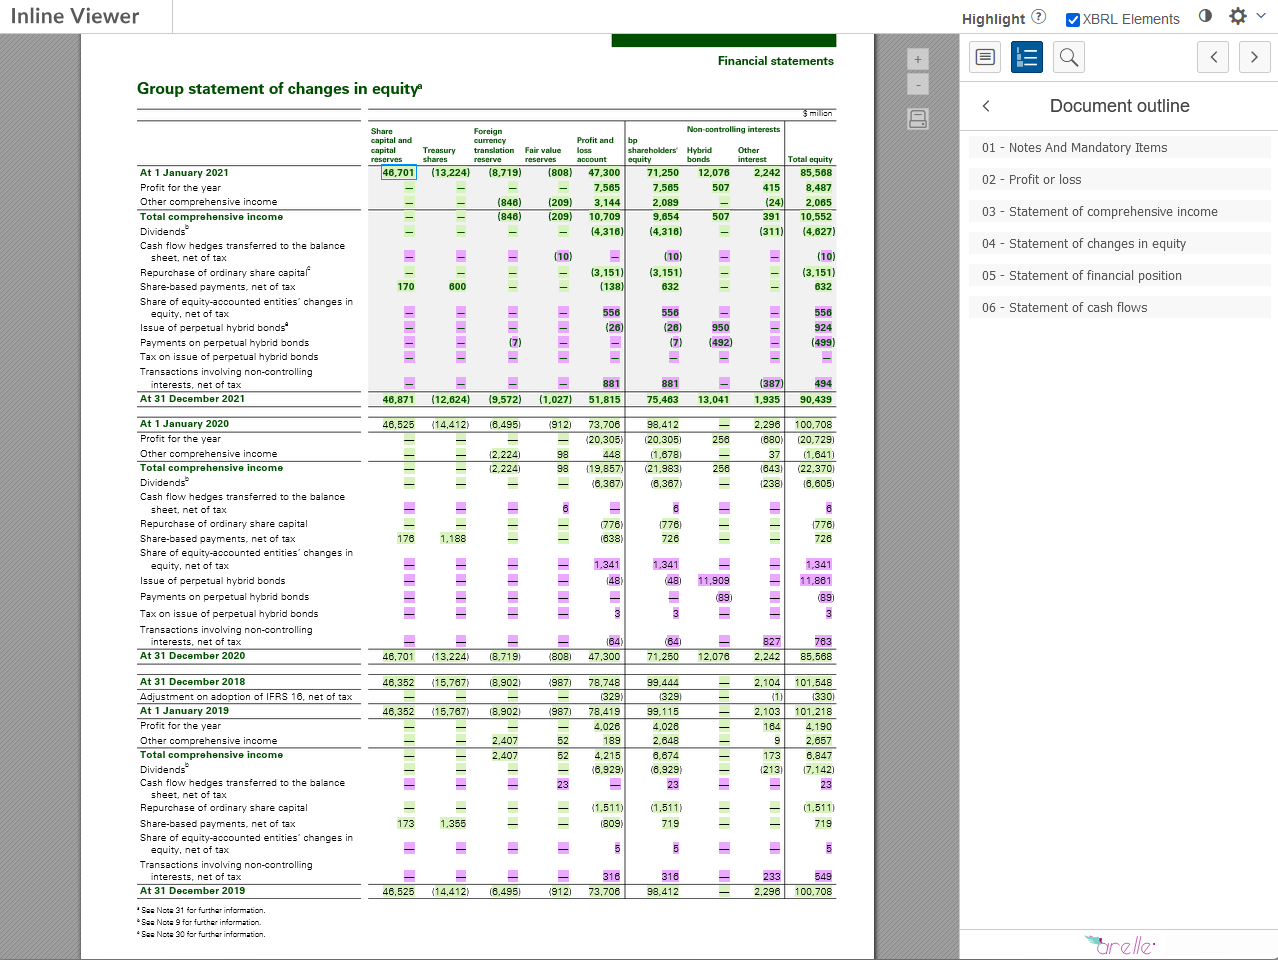 Inline Viewer
Highlight ? XBRL Elements
Financial statements
Group statement of changes in equityᵃ
$ million
Share capital and capital reserves Treasury shares Foreign currency translation reserve Fair value reserves Profit and loss account bp shareholders' equity Non-controlling interests Hybrid bonds Other interest Total equity
At 1 January 2021 46,701 (13,224) (8,719) (808) 47,300 71,250 12,076 2,242 85,568
Profit for the year — — — — 7,565 7,565 507 415 8,487
Other comprehensive income — — (846) (209) 3,144 2,089 — (24) 2,065
Total comprehensive income — — (846) (209) 10,709 9,654 507 391 10,552
Dividendsᵇ — — — — (4,316) (4,316) — (311) (4,627)
Cash flow hedges transferred to the balance
sheet, net of tax — — — (10) — (10) — — (10)
Repurchase of ordinary share capitalᶜ — — — — (3,151) (3,151) — — (3,151)
Share-based payments, net of tax 170 600 — — (138) 632 — — 632
Share of equity-accounted entities' changes in
equity, net of tax — — — — 556 556 — — 556
Issue of perpetual hybrid bondsᵃ — — — — (26) (26) 950 — 924
Payments on perpetual hybrid bonds — — (7) — — (7) (492) — (499)
Tax on issue of perpetual hybrid bonds — — — — — — — — —
Transactions involving non-controlling
interests, net of tax — — — — 881 881 — (387) 494
At 31 December 2021 46,871 (12,624) (9,572) (1,027) 51,815 75,463 13,041 1,935 90,439
At 1 January 2020 46,525 (14,412) (6,495) (912) 73,706 98,412 — 2,296 100,708
Profit for the year — — — — (20,305) (20,305) 256 (680) (20,729)
Other comprehensive income — — (2,224) 98 448 (1,678) — 37 (1,641)
Total comprehensive income — — (2,224) 98 (19,857) (21,983) 256 (643) (22,370)
Dividendsᵇ — — — — (6,367) (6,367) — (238) (6,605)
Cash flow hedges transferred to the balance
sheet, net of tax — — — 6 — 6 — — 6
Repurchase of ordinary share capital — — — — (776) (776) — — (776)
Share-based payments, net of tax 176 1,188 — — (638) 726 — — 726
Share of equity-accounted entities' changes in
equity, net of tax — — — — 1,341 1,341 — — 1,341
Issue of perpetual hybrid bonds — — — — (48) (48) 11,909 — 11,861
Payments on perpetual hybrid bonds — — — — — — (89) — (89)
Tax on issue of perpetual hybrid bonds — — — — 3 3 — — 3
Transactions involving non-controlling
interests, net of tax — — — — (64) (64) — 827 763
At 31 December 2020 46,701 (13,224) (8,719) (808) 47,300 71,250 12,076 2,242 85,568
At 31 December 2018 46,352 (15,767) (8,902) (987) 78,748 99,444 — 2,104 101,548
Adjustment on adoption of IFRS 16, net of tax — — — — (329) (329) — (1) (330)
At 1 January 2019 46,352 (15,767) (8,902) (987) 78,419 99,115 — 2,103 101,218
Profit for the year — — — — 4,026 4,026 — 164 4,190
Other comprehensive income — — 2,407 52 189 2,648 — 9 2,657
Total comprehensive income — — 2,407 52 4,215 6,674 — 173 6,847
Dividendsᵇ — — — — (6,929) (6,929) — (213) (7,142)
Cash flow hedges transferred to the balance
sheet, net of tax — — — 23 — 23 — — 23
Repurchase of ordinary share capital — — — — (1,511) (1,511) — — (1,511)
Share-based payments, net of tax 173 1,355 — — (809) 719 — — 719
Share of equity-accounted entities' changes in
equity, net of tax — — — — 5 5 — — 5
Transactions involving non-controlling
interests, net of tax — — — — 316 316 — 233 549
At 31 December 2019 46,525 (14,412) (6,495) (912) 73,706 98,412 — 2,296 100,708
ᵃ See Note 31 for further information.
ᵇ See Note 9 for further information.
ᶜ See Note 30 for further information.
+
-
Document outline
01 - Notes And Mandatory Items
02 - Profit or loss
03 - Statement of comprehensive income
04 - Statement of changes in equity
05 - Statement of financial position
06 - Statement of cash flows
arelle